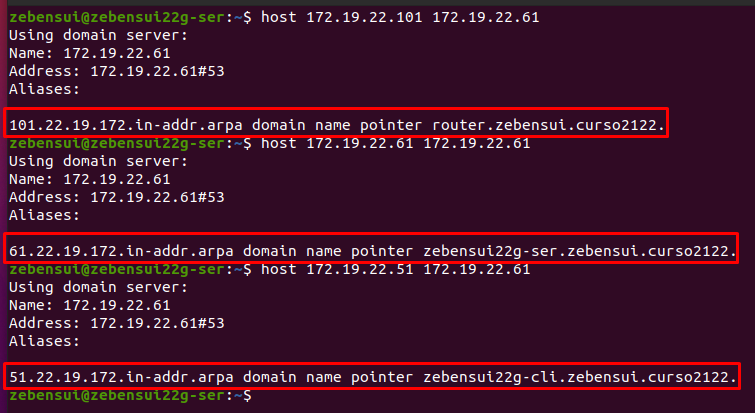 zebensui@zebensui22g-ser:~$ host 172.19.22.101 172.19.22.61
Using domain server:
Name: 172.19.22.61
Address: 172.19.22.61#53
Aliases:
101.22.19.172.in-addr.arpa domain name pointer router.zebensui.curso2122.
zebensui@zebensui22g-ser:~$ host 172.19.22.61 172.19.22.61
Using domain server:
Name: 172.19.22.61
Address: 172.19.22.61#53
Aliases:
61.22.19.172.in-addr.arpa domain name pointer zebensui22g-ser.zebensui.curso2122.
zebensui@zebensui22g-ser:~$ host 172.19.22.51 172.19.22.61
Using domain server:
Name: 172.19.22.61
Address: 172.19.22.61#53
Aliases:
51.22.19.172.in-addr.arpa domain name pointer zebensui22g-cli.zebensui.curso2122.
zebensui@zebensui22g-ser:~$